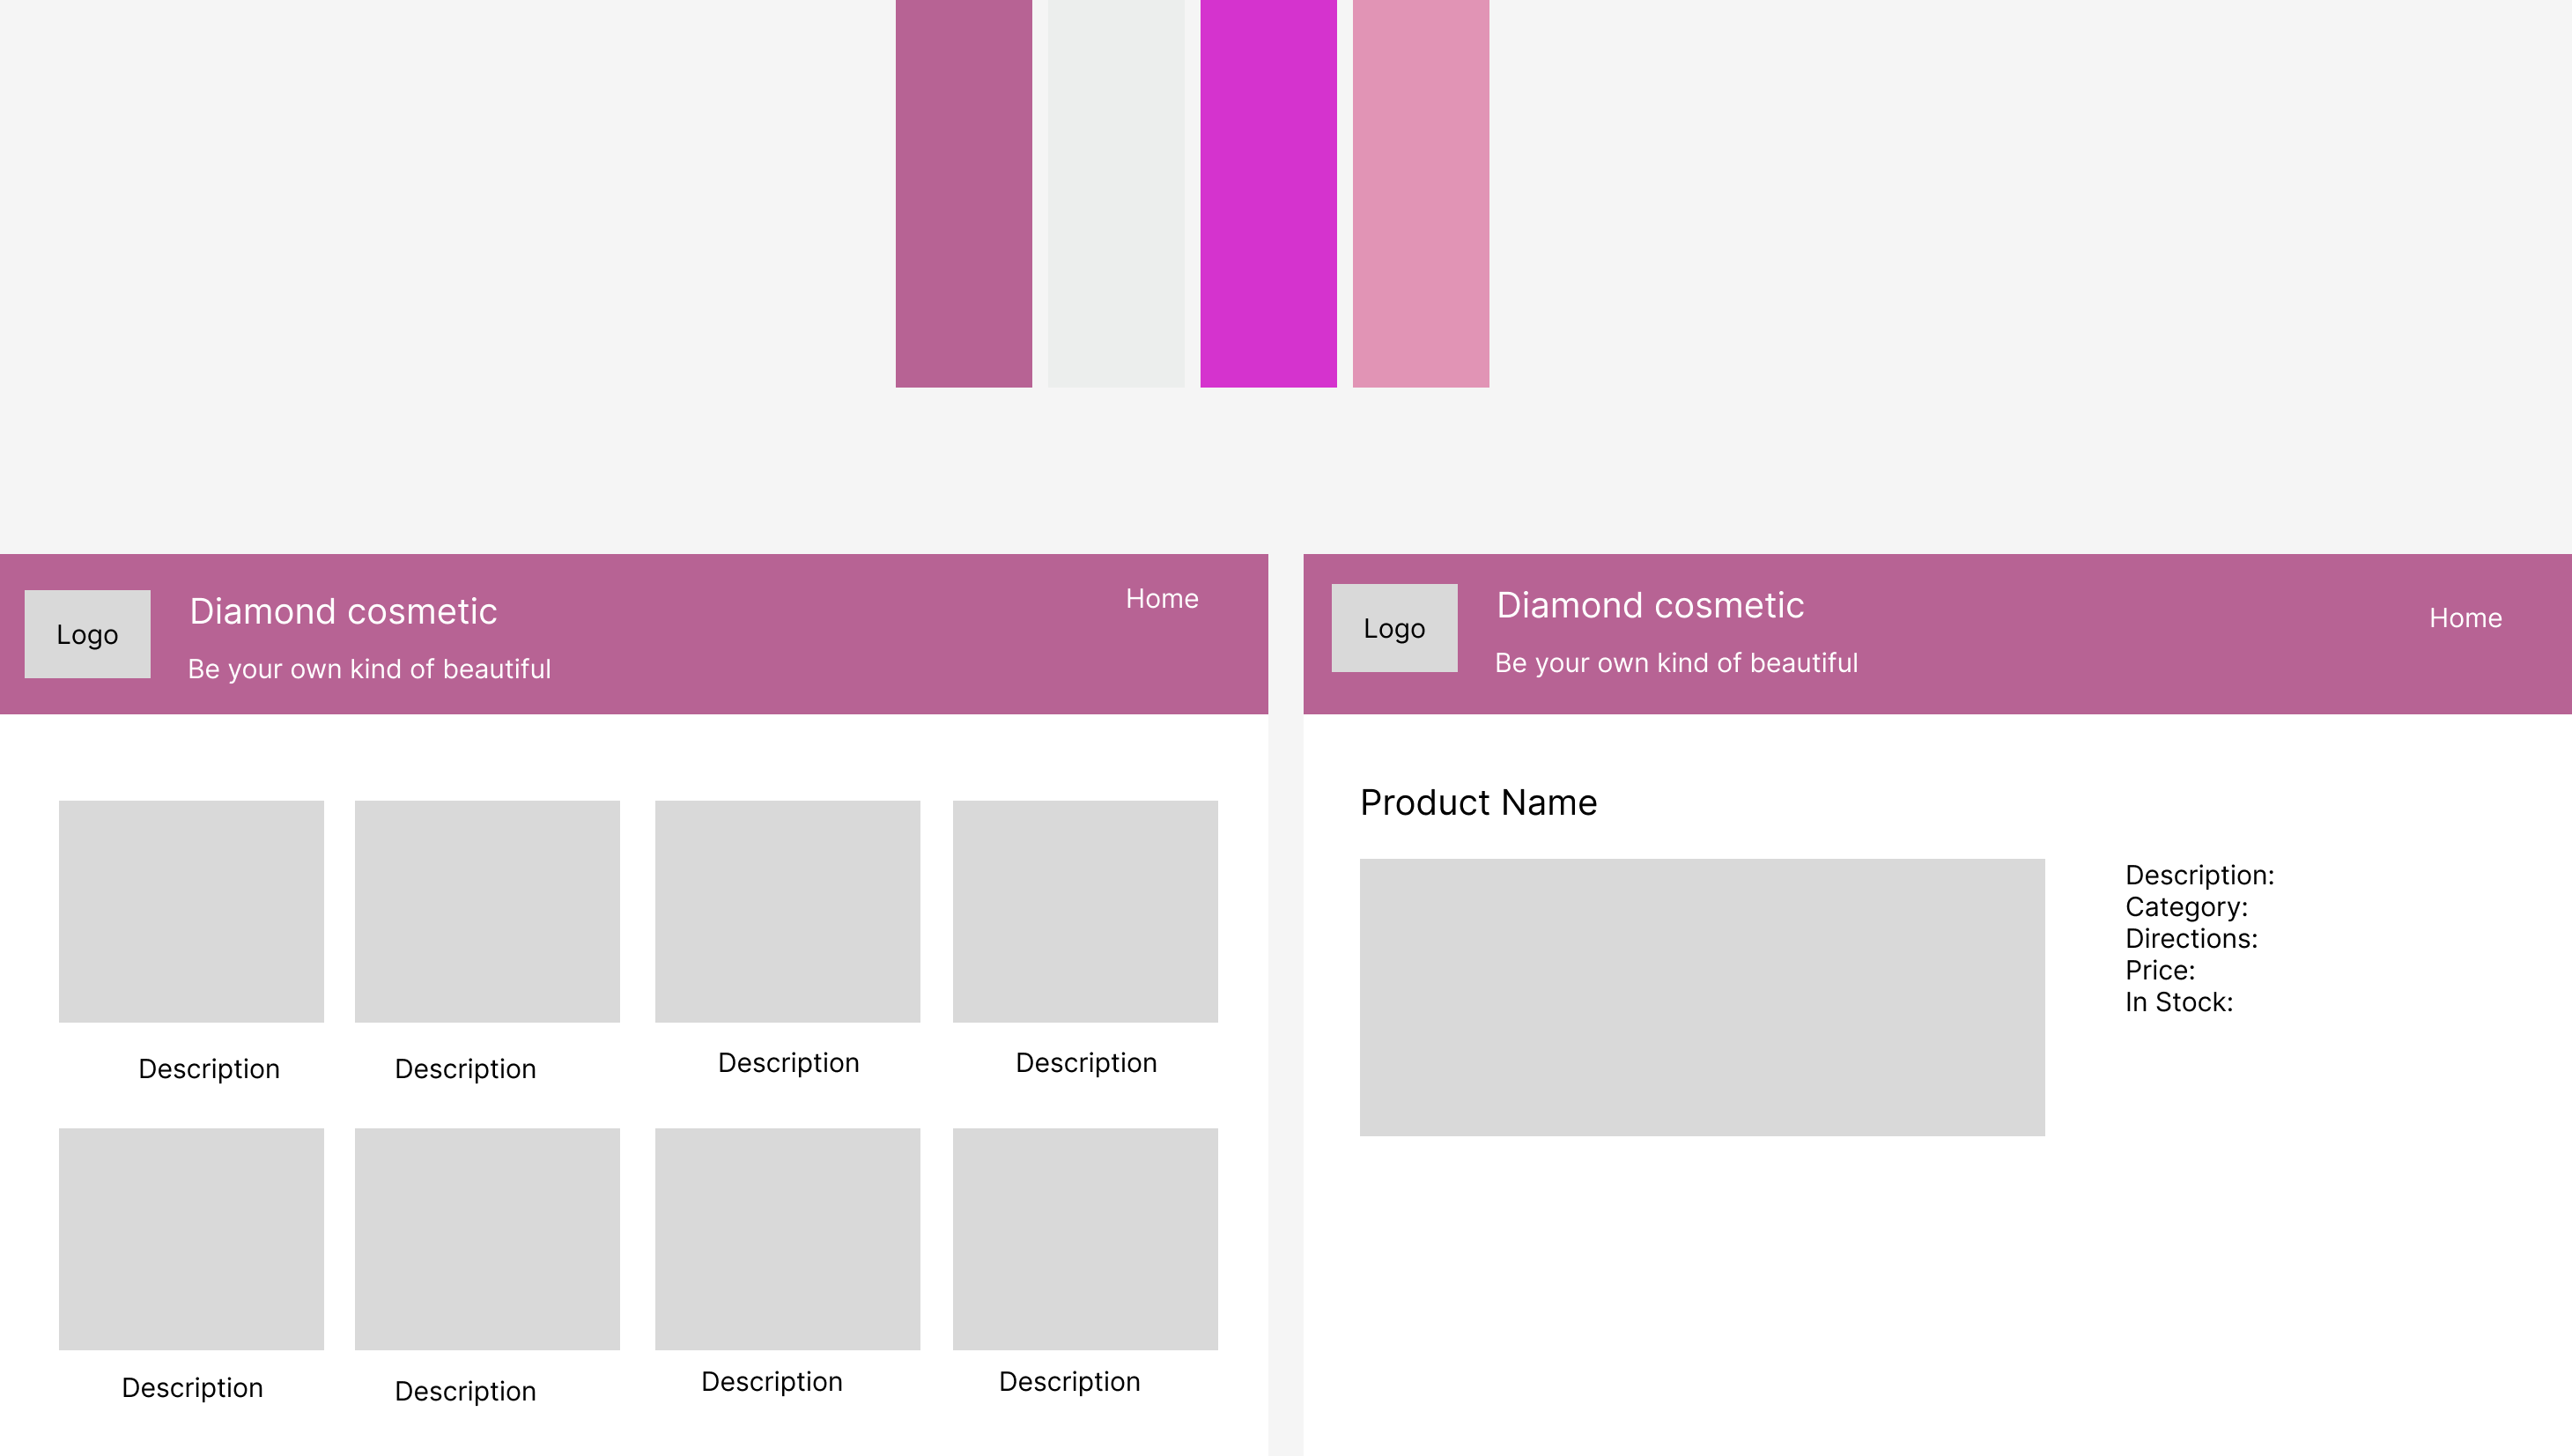 Logo
Diamond cosmetic
Be your own kind of beautiful
Home
Description
Description
Description
Description
Description
Description
Description
Description
Logo
Diamond cosmetic
Be your own kind of beautiful
Home
Product Name
Description:
Category:
Directions:
Price:
In Stock: